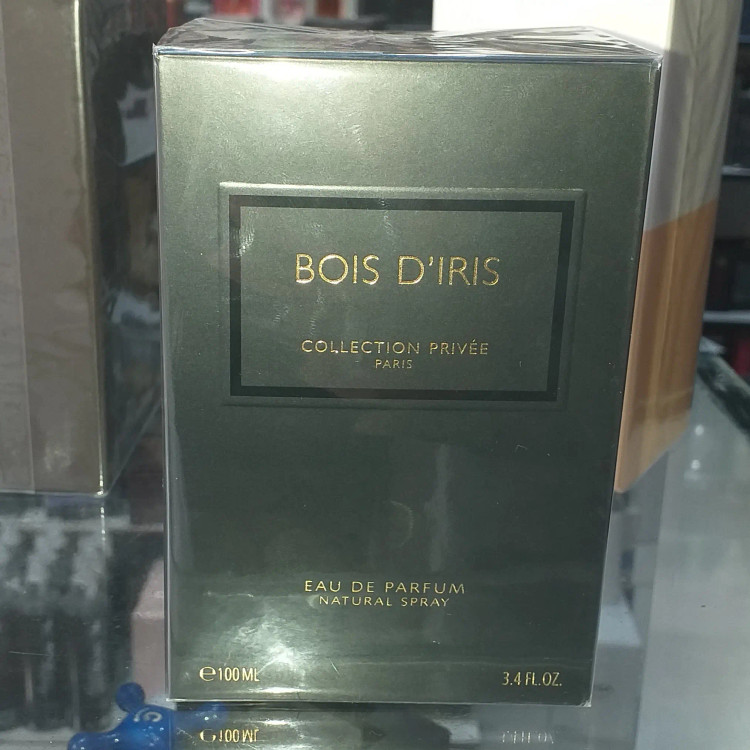 BOIS D'IRIS
COLLECTION PRIVÉE
PARIS
EAU DE PARFUM
NATURAL SPRAY
℮100 ML
3.4 FL.OZ.